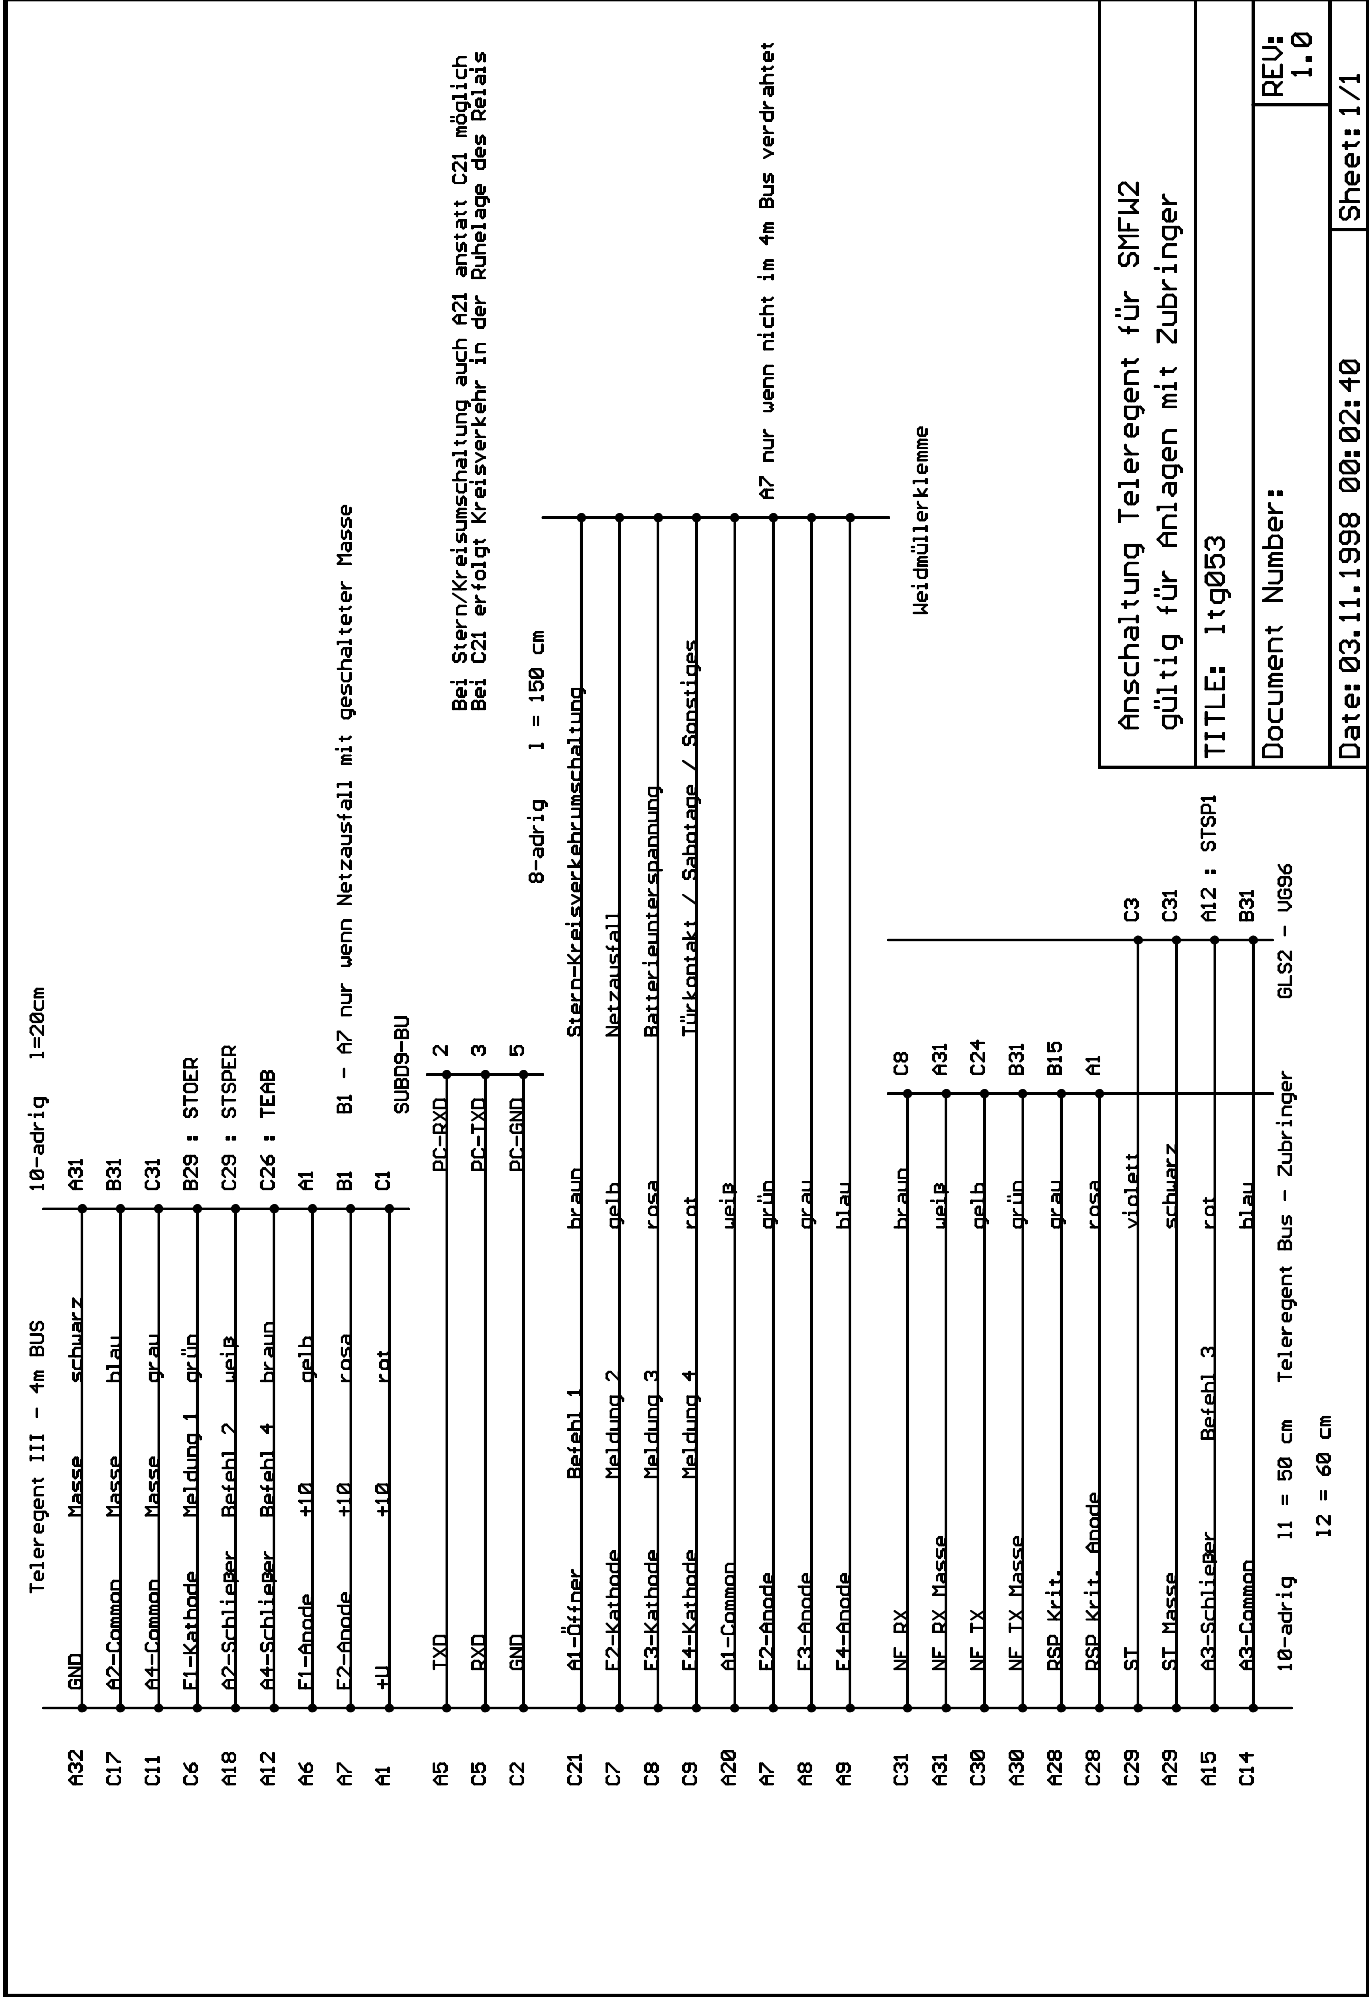 Teleregent III - 4m BUS 10-adrig l=20cm
A32 GND Masse schwarz A31
C17 A2-Common Masse blau B31
C11 A4-Common Masse grau C31
C6 E1-Kathode Meldung 1 grün B29 : STOER
A18 A2-Schließer Befehl 2 weiß C29 : STSPER
A12 A4-Schließer Befehl 4 braun C26 : TEAB
A6 E1-Anode +10 gelb A1
A7 E2-Anode +10 rosa B1 B1 - A7 nur wenn Netzausfall mit geschalteter Masse
A1 +U +10 rot C1
SUBD9-BU
A5 TXD PC-RXD 2
C5 RXD PC-TXD 3
C2 GND PC-GND 5
Bei Stern/Kreisumschaltung auch A21 anstatt C21 möglich
Bei C21 erfolgt Kreisverkehr in der Ruhelage des Relais
8-adrig l = 150 cm
C21 A1-Öffner Befehl 1 braun Stern-Kreisverkehrumschaltung
C7 E2-Kathode Meldung 2 gelb Netzausfall
C8 E3-Kathode Meldung 3 rosa Batterieunterspannung
C9 E4-Kathode Meldung 4 rot Türkontakt / Sabotage / Sonstiges
A20 A1-Common weiß
A7 E2-Anode grün A7 nur wenn nicht im 4m Bus verdrahtet
A8 E3-Anode grau
A9 E4-Anode blau
Weidmüllerklemme
C31 NF RX braun C8
A31 NF RX Masse weiß A31
C30 NF TX gelb C24
A30 NF TX Masse grün B31
A28 RSP Krit. grau B15
C28 RSP Krit. Anode rosa A1
C29 ST violett C3
A29 ST Masse schwarz C31
A15 A3-Schließer Befehl 3 rot A12 : STSP1
C14 A3-Common blau B31
10-adrig l1 = 50 cm Teleregent Bus - Zubringer GLS2 - VG96
l2 = 60 cm
Anschaltung Teleregent für SMFW2
gültig für Anlagen mit Zubringer
TITLE: ltg053
Document Number:
REV:
1.0
Date: 03.11.1998 00:02:40
Sheet: 1/1